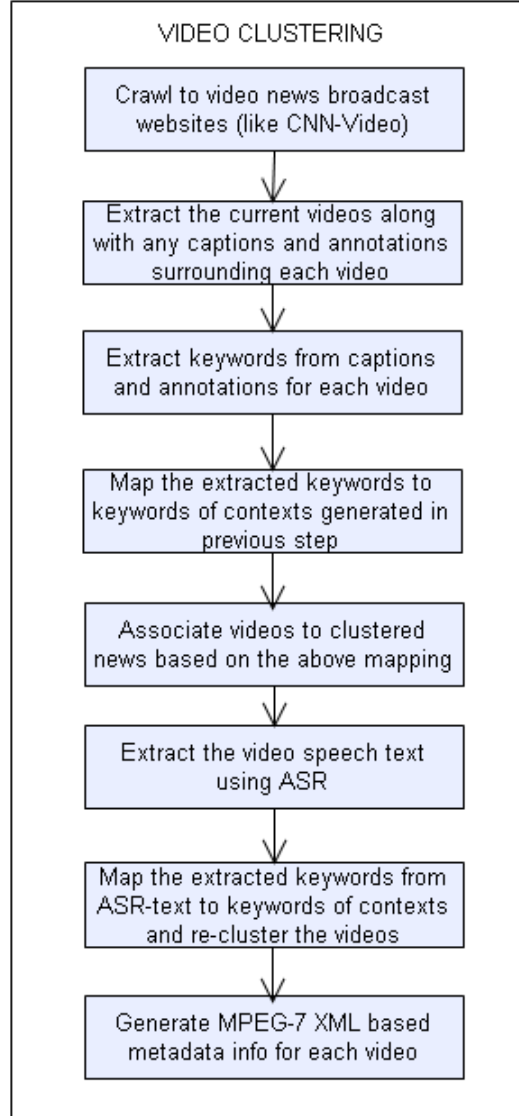 VIDEO CLUSTERING
Crawl to video news broadcast
websites (like CNN-Video)
Extract the current videos along
with any captions and annotations
surrounding each video
Extract keywords from captions
and annotations for each video
Map the extracted keywords to
keywords of contexts generated in
previous step
Associate videos to clustered
news based on the above mapping
Extract the video speech text
using ASR
Map the extracted keywords from
ASR-text to keywords of contexts
and re-cluster the videos
Generate MPEG-7 XML based
metadata info for each video